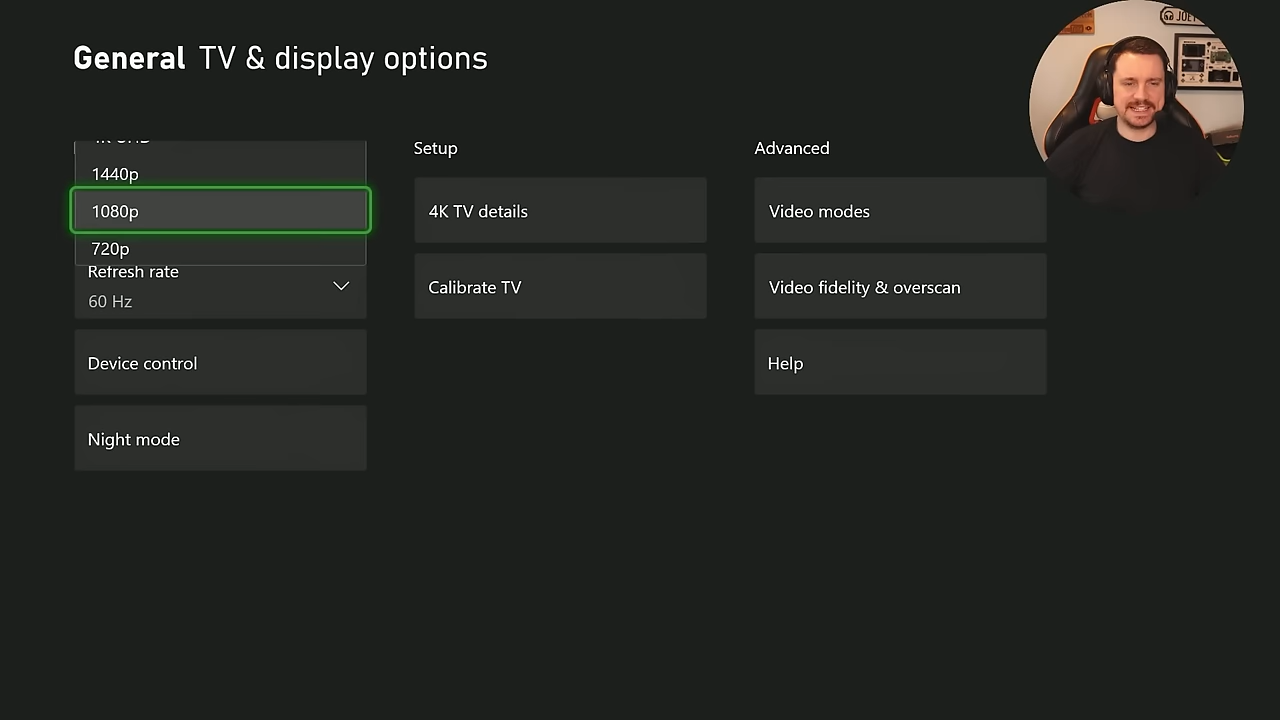 General TV & display options
1440p
1080p
720p
Refresh rate
60 Hz
Device control
Night mode
Setup
4K TV details
Calibrate TV
Advanced
Video modes
Video fidelity & overscan
Help